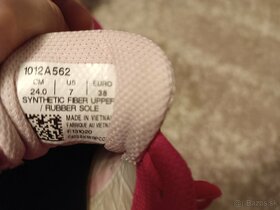 1012A562
CM US EURO
24.0 7 38
SYNTHETIC FIBER UPPER
/ RUBBER SOLE
MADE IN VIETNAM
FABRIQUE AU VIETNAM
Bazos.sk